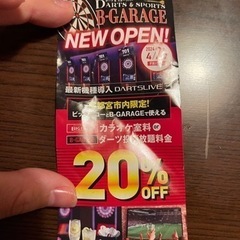 DARTS & SPORTS
B-GARAGE
NEW OPEN!
最新機種導入 DARTSLIVE
都宮市内限定!
B-GARAGEで使える
カラオケ室料
ダーツ投げ放題料金
20%
OFF